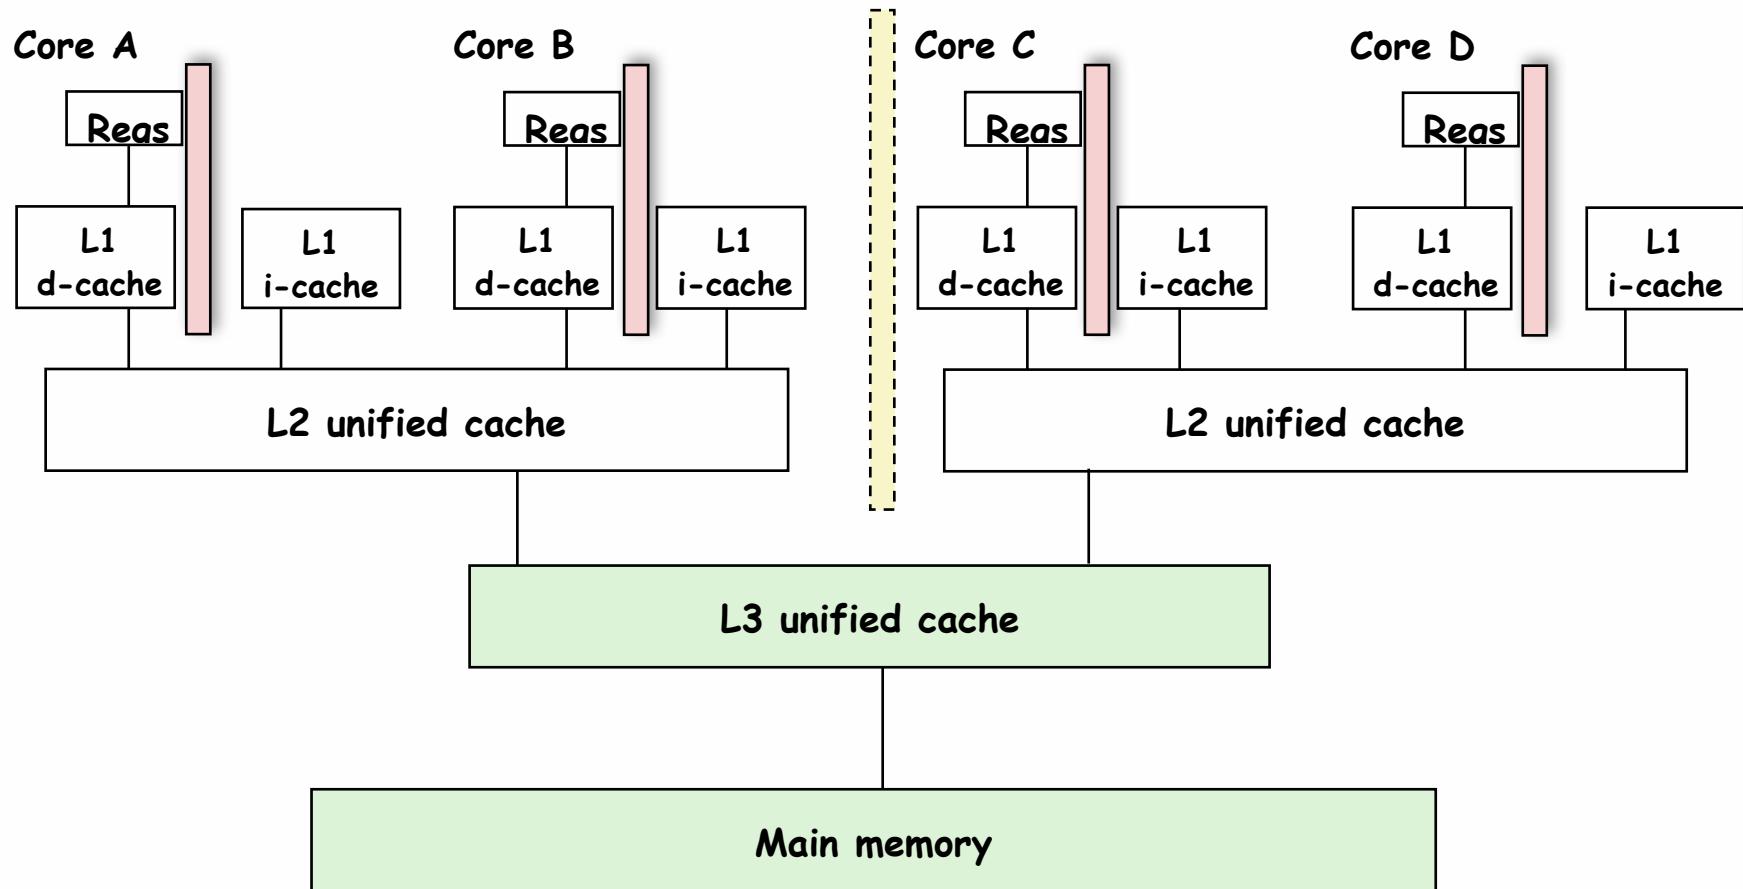 Core A
Core B
Core C
Core D
Regs
Regs
Regs
Regs
L1
d-cache
L1
i-cache
L1
d-cache
L1
i-cache
L1
d-cache
L1
i-cache
L1
d-cache
L1
i-cache
L2 unified cache
L2 unified cache
L3 unified cache
Main memory